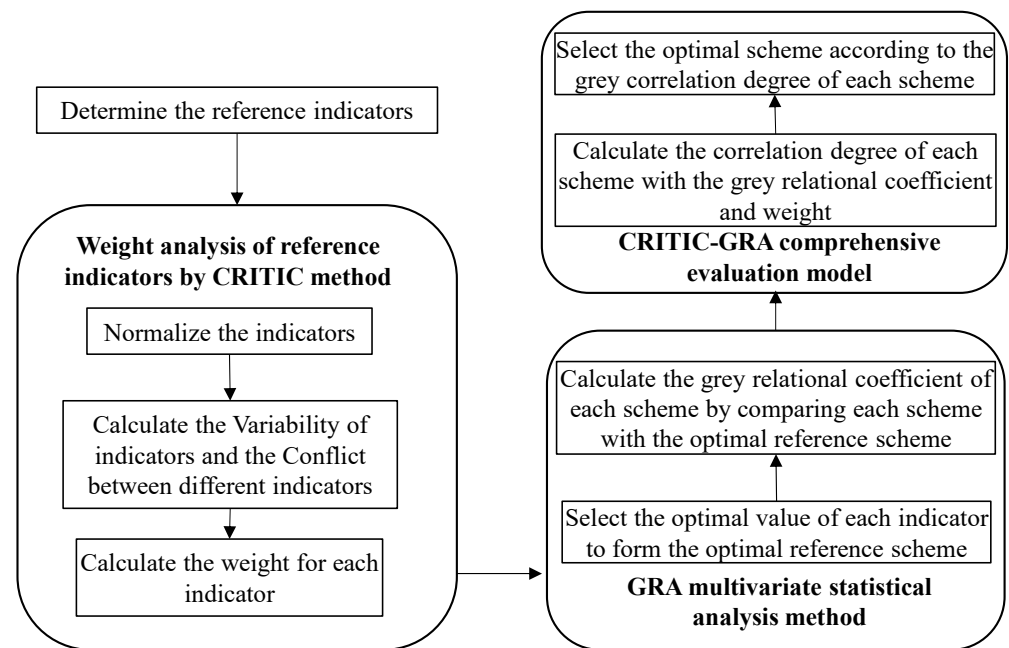 Determine the reference indicators
Weight analysis of reference
indicators by CRITIC method
Normalize the indicators
Calculate the Variability of
indicators and the Conflict
between different indicators
Calculate the weight for each
indicator
Select the optimal scheme according to the
grey correlation degree of each scheme
Calculate the correlation degree of each
scheme with the grey relational coefficient
and weight
CRITIC-GRA comprehensive
evaluation model
Calculate the grey relational coefficient of
each scheme by comparing each scheme
with the optimal reference scheme
Select the optimal value of each indicator
to form the optimal reference scheme
GRA multivariate statistical
analysis method